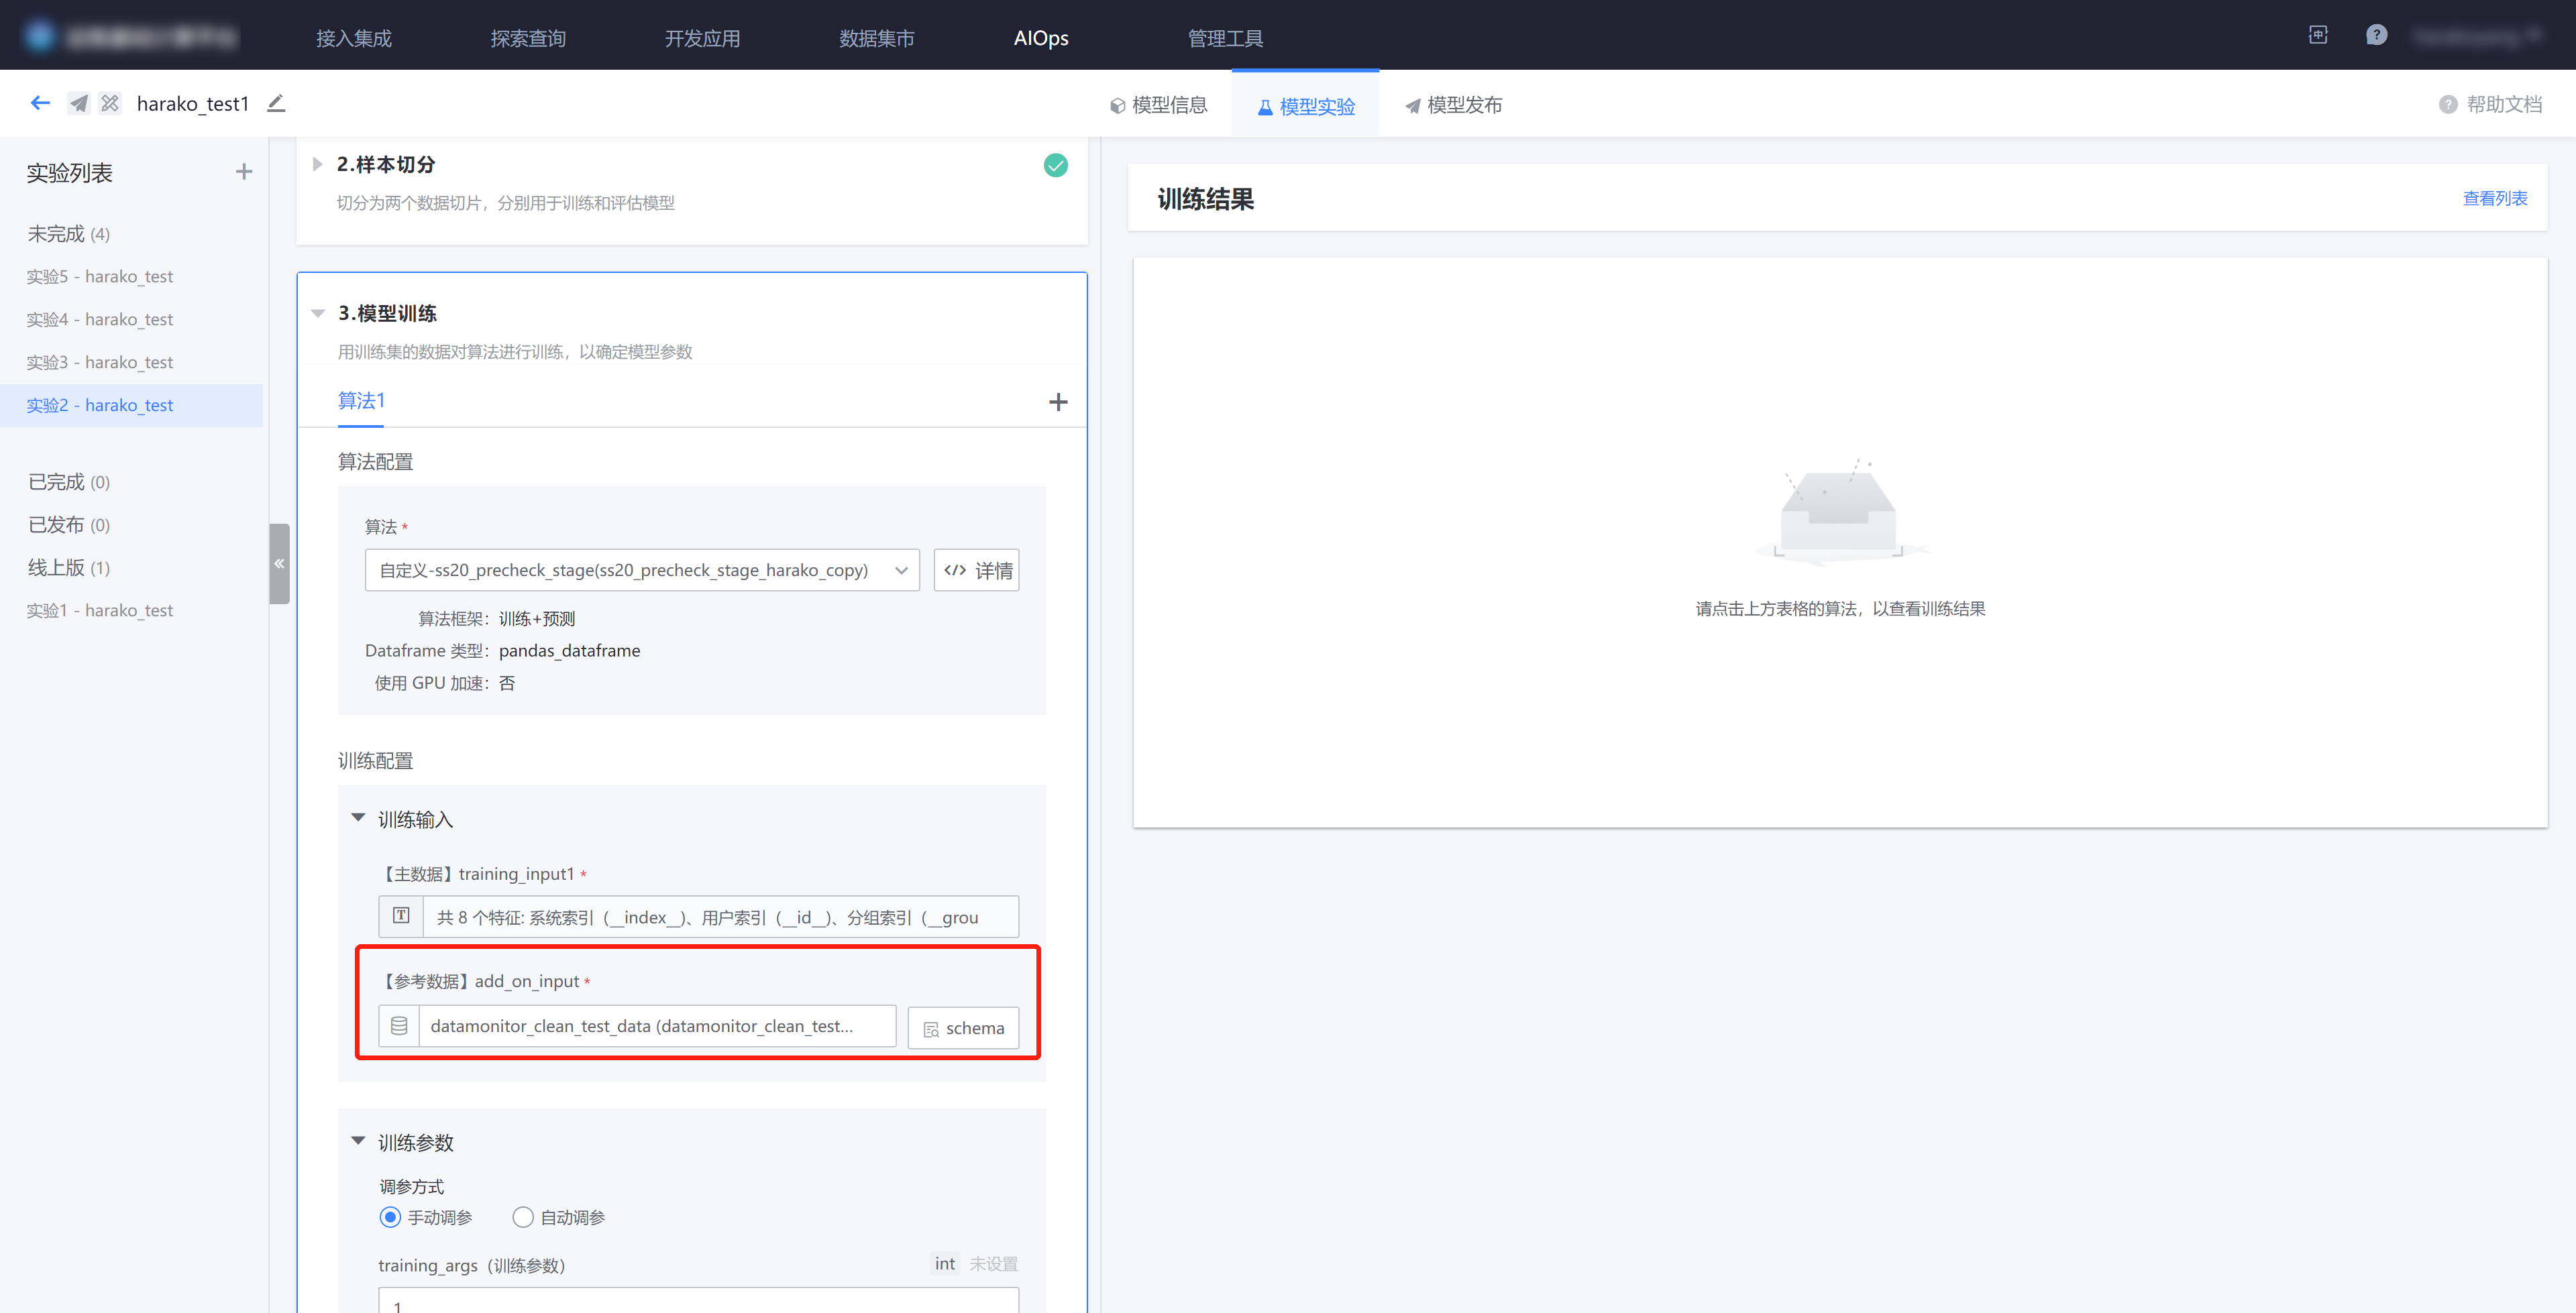 接入集成
探索查询
开发应用
数据集市
AIOps
管理工具
harako_test1
模型信息
模型实验
模型发布
帮助文档
实验列表
未完成 (4)
实验5 - harako_test
实验4 - harako_test
实验3 - harako_test
实验2 - harako_test
已完成 (0)
已发布 (0)
线上版 (1)
实验1 - harako_test
2.样本切分
切分为两个数据切片，分别用于训练和评估模型
3.模型训练
用训练集的数据对算法进行训练，以确定模型参数
算法1
算法配置
算法 *
自定义-ss20_precheck_stage(ss20_precheck_stage_harako_copy)
</> 详情
算法框架： 训练+预测
Dataframe 类型： pandas_dataframe
使用 GPU 加速： 否
训练配置
训练输入
【主数据】training_input1 *
共 8 个特征: 系统索引（__index__）、用户索引（__id__）、分组索引（__grou
【参考数据】add_on_input *
datamonitor_clean_test_data (datamonitor_clean_test...
schema
训练参数
调参方式
手动调参
自动调参
training_args（训练参数）
int 未设置
1
训练结果
查看列表
请点击上方表格的算法，以查看训练结果